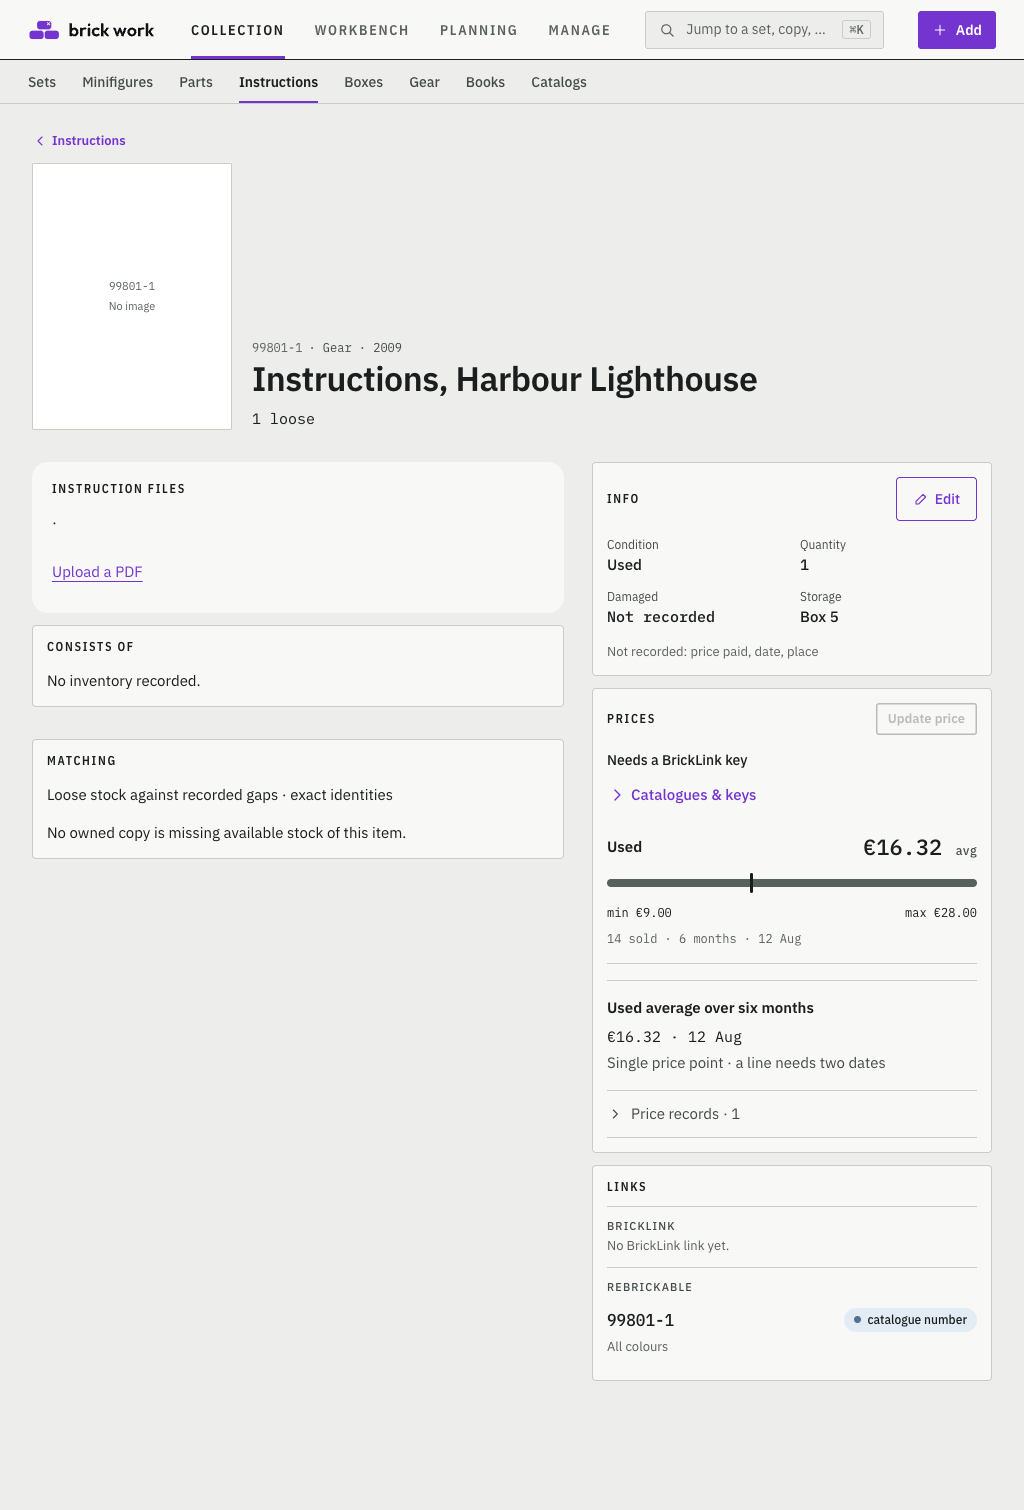 brick work
COLLECTION
WORKBENCH
PLANNING
MANAGE
Jump to a set, copy, ...
⌘K
+ Add
Sets
Minifigures
Parts
Instructions
Boxes
Gear
Books
Catalogs
Instructions
99801-1
No image
99801-1 · Gear · 2009
Instructions, Harbour Lighthouse
1 loose
INSTRUCTION FILES
·
Upload a PDF
CONSISTS OF
No inventory recorded.
MATCHING
Loose stock against recorded gaps · exact identities
No owned copy is missing available stock of this item.
INFO
Edit
Condition
Used
Quantity
1
Damaged
Not recorded
Storage
Box 5
Not recorded: price paid, date, place
PRICES
Update price
Needs a BrickLink key
Catalogues & keys
Used
€16.32 avg
min €9.00
max €28.00
14 sold · 6 months · 12 Aug
Used average over six months
€16.32 · 12 Aug
Single price point · a line needs two dates
Price records · 1
LINKS
BRICKLINK
No BrickLink link yet.
REBRICKABLE
99801-1
catalogue number
All colours